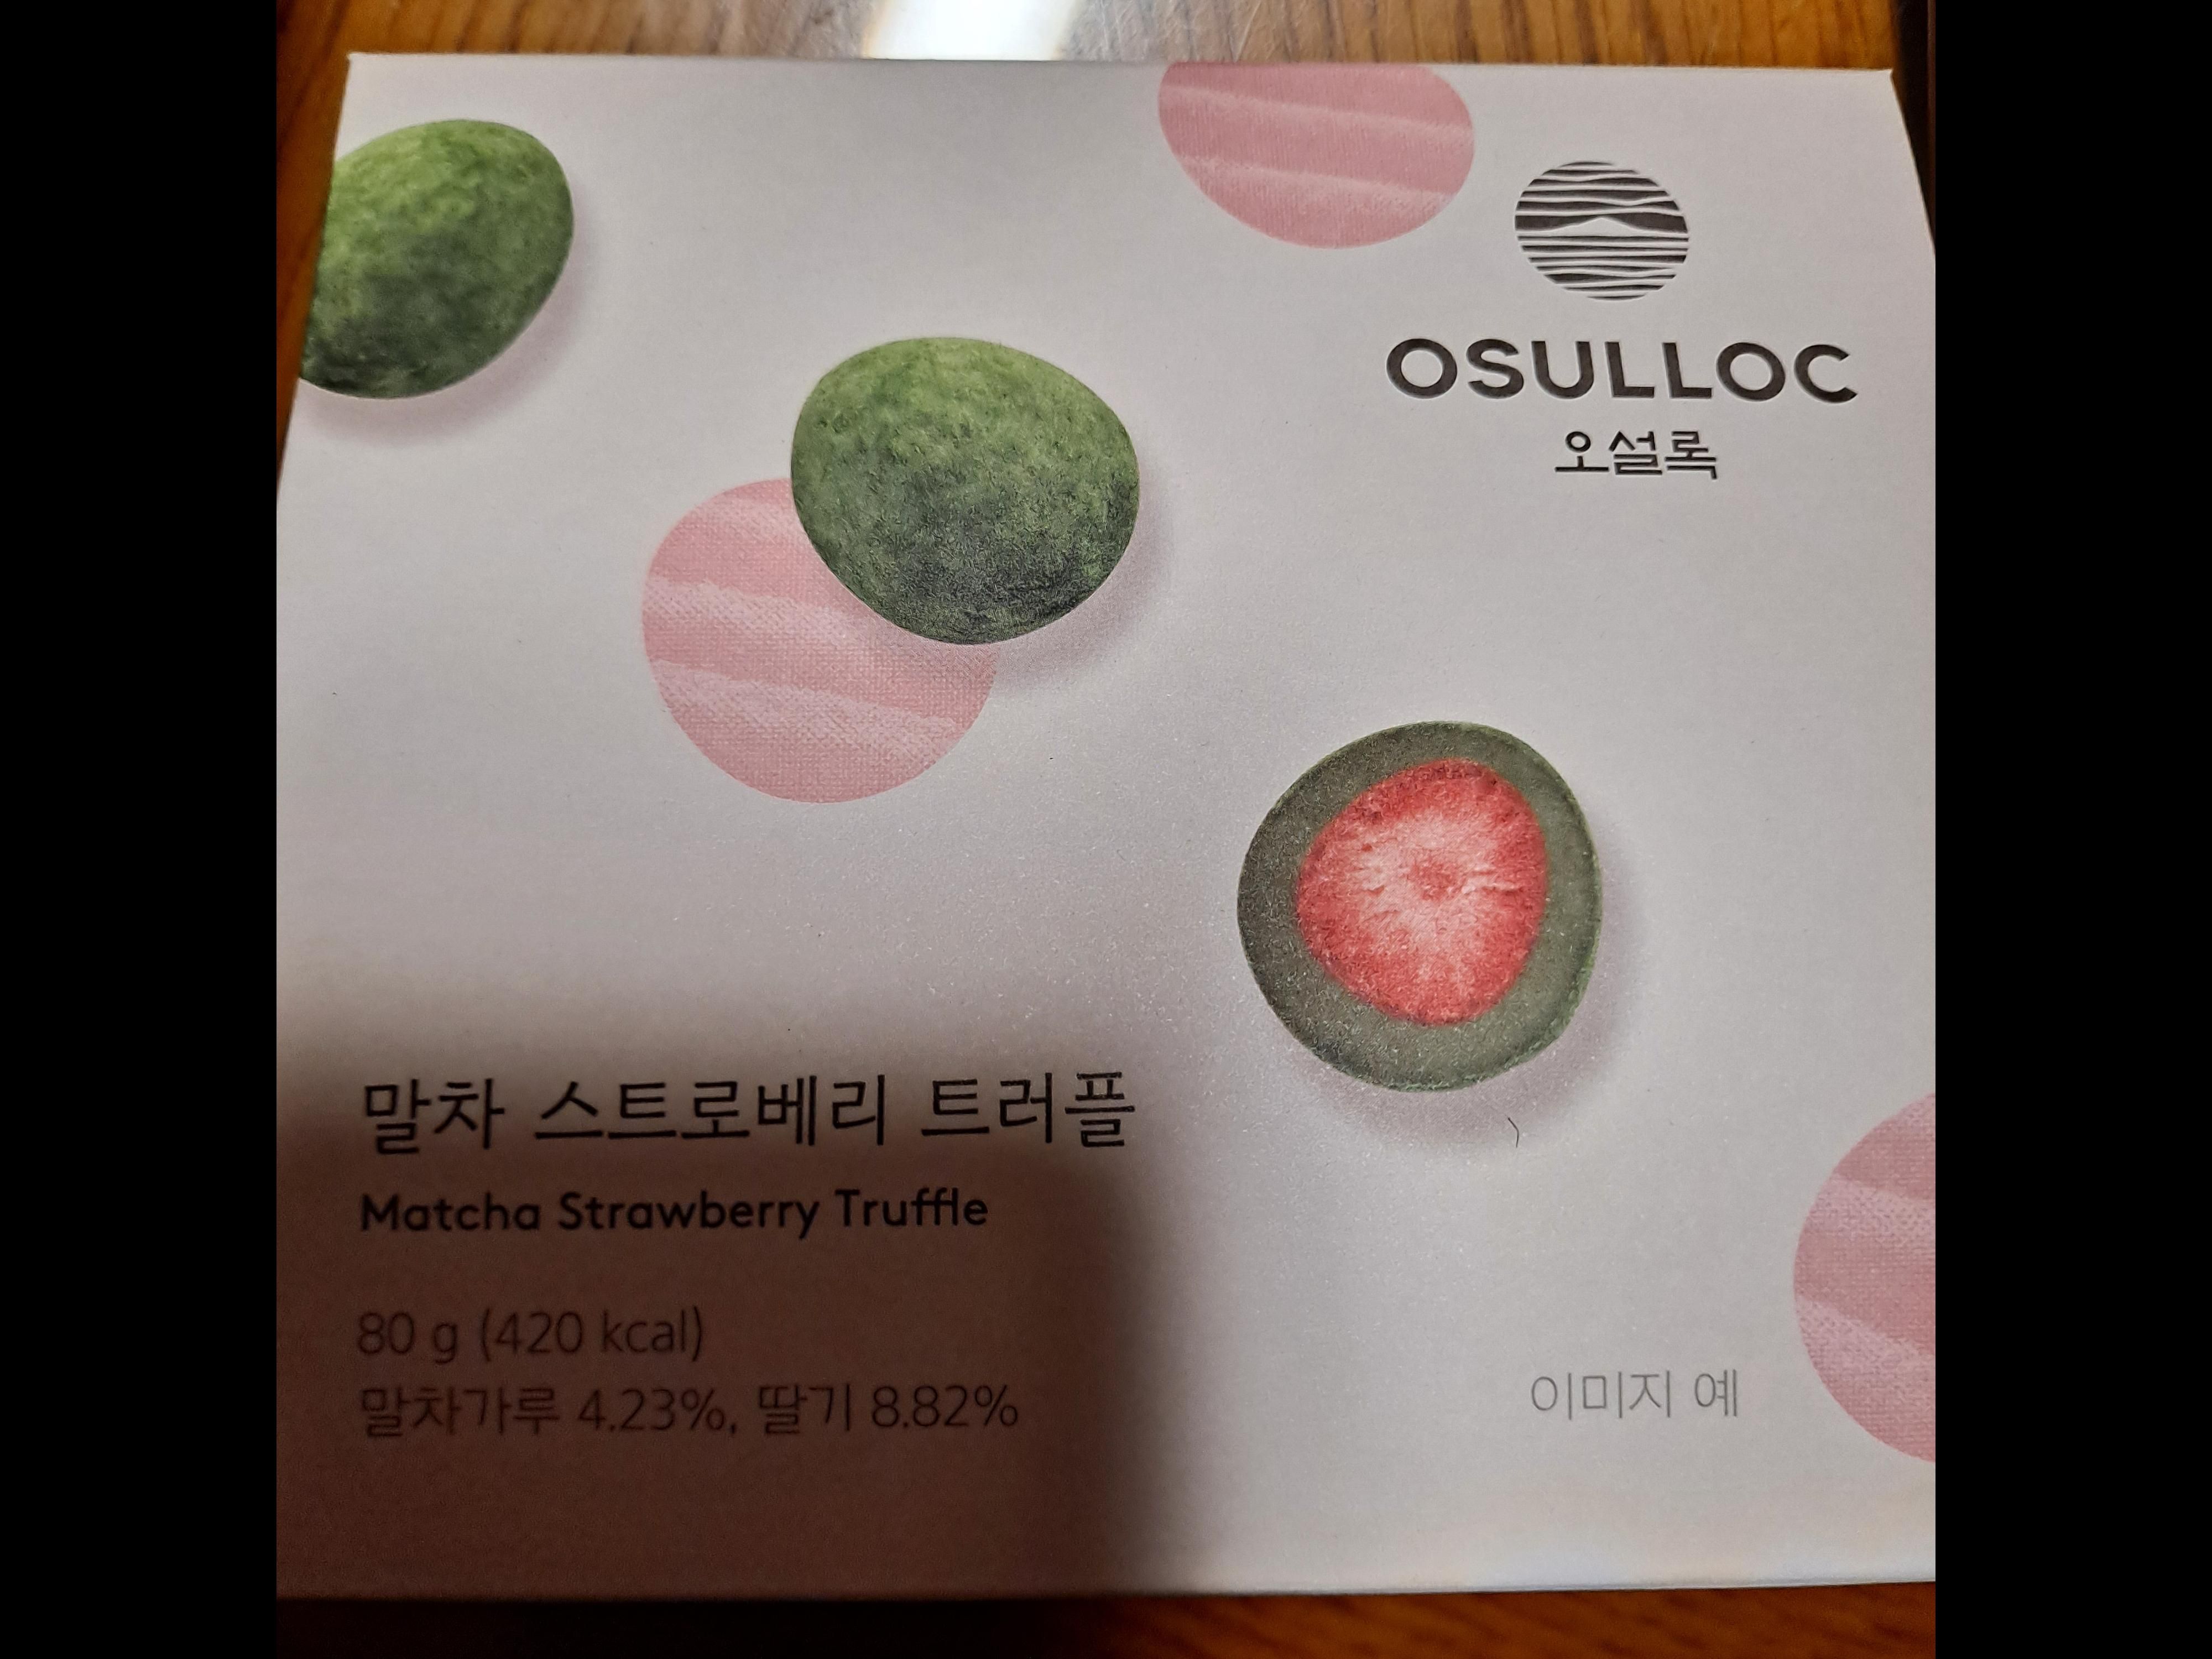 OSULLOC
오설록
말차 스트로베리 트러플
Matcha Strawberry Truffle
80 g (420 kcal)
말차가루 4.23%, 딸기 8.82%
이미지 예